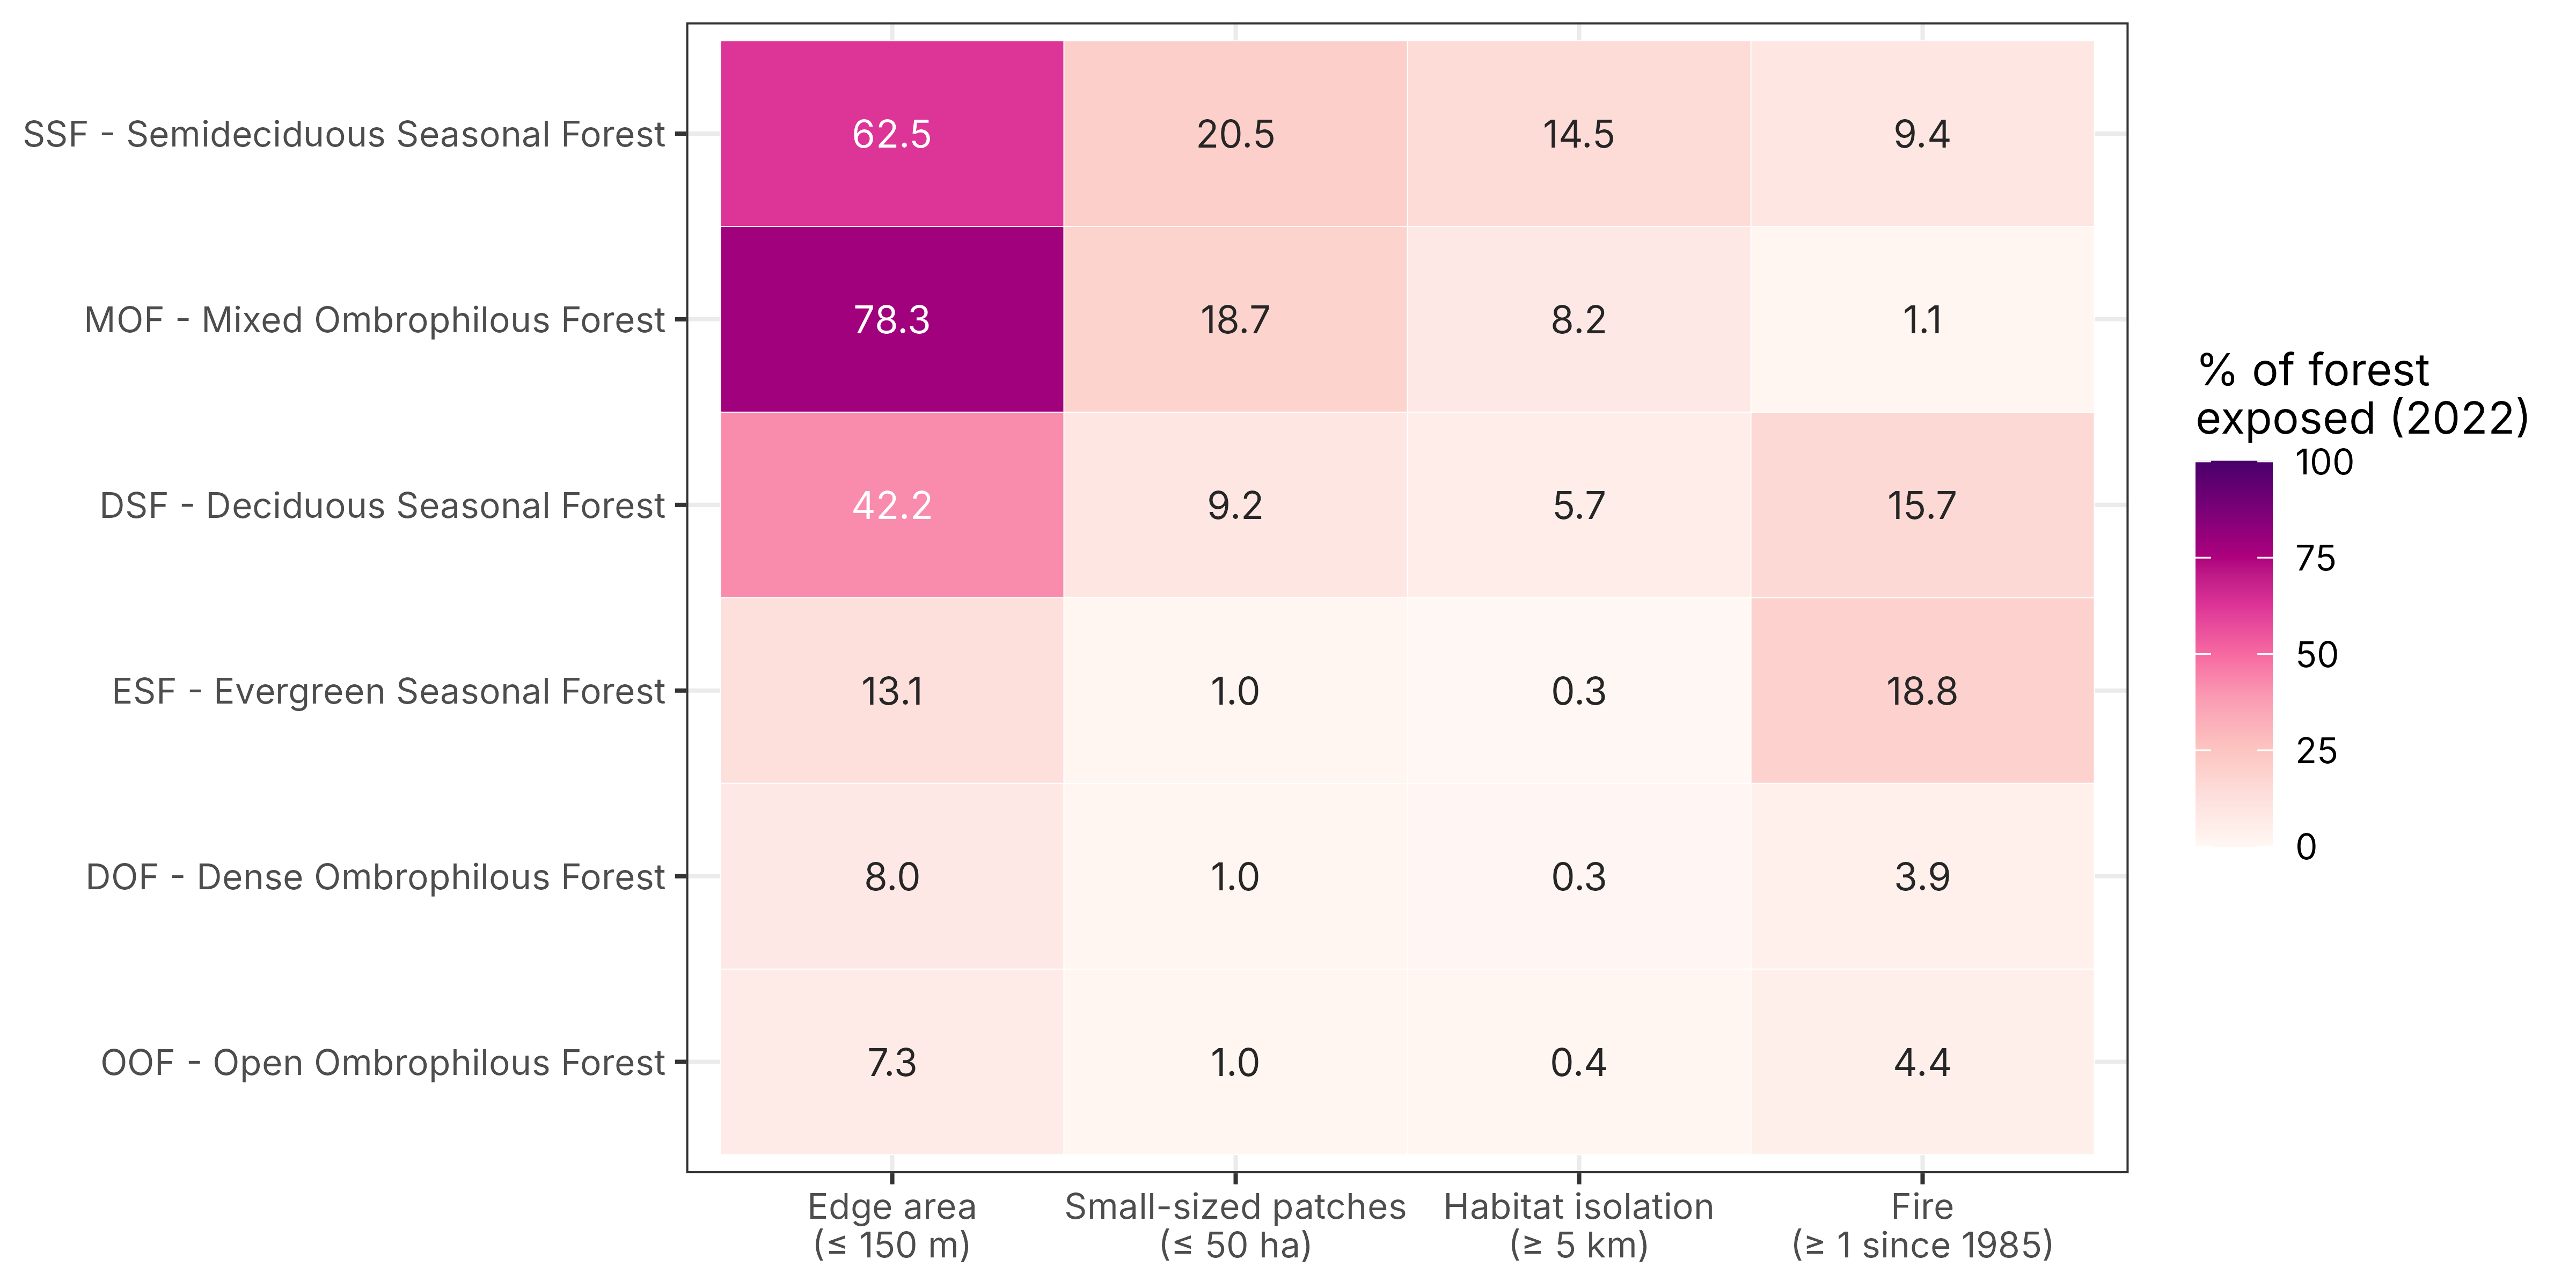 SSF - Semideciduous Seasonal Forest 62.5 20.5 14.5 9.4
MOF - Mixed Ombrophilous Forest 78.3 18.7 8.2 1.1
DSF - Deciduous Seasonal Forest 42.2 9.2 5.7 15.7
ESF - Evergreen Seasonal Forest 13.1 1.0 0.3 18.8
DOF - Dense Ombrophilous Forest 8.0 1.0 0.3 3.9
OOF - Open Ombrophilous Forest 7.3 1.0 0.4 4.4
Edge area
(≤ 150 m)
Small-sized patches
(≤ 50 ha)
Habitat isolation
(≥ 5 km)
Fire
(≥ 1 since 1985)
% of forest
exposed (2022)
100
75
50
25
0